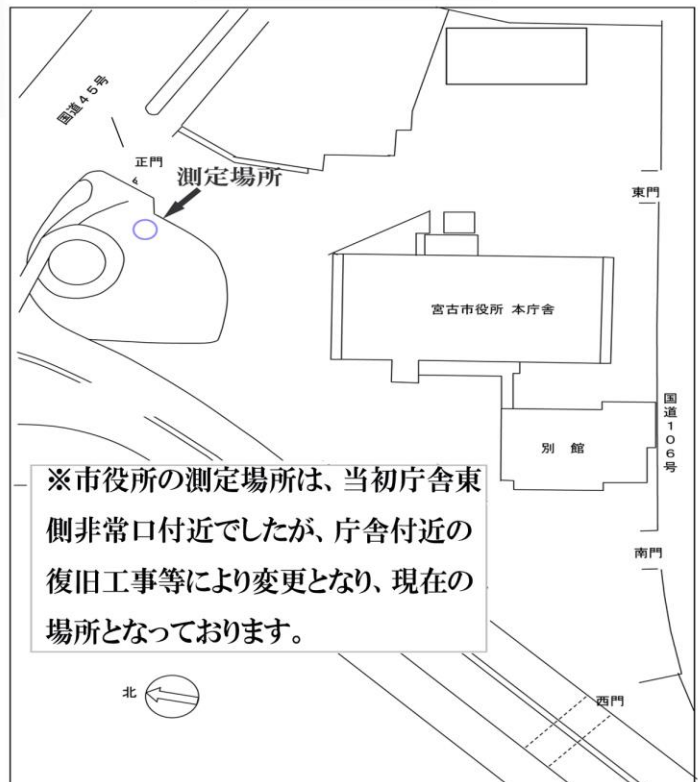 国道４５号
正門
測定場所
東門
宮古市役所 本庁舎
国道１０６号
別 館
※市役所の測定場所は、当初庁舎東
側非常口付近でしたが、庁舎付近の
復旧工事等により変更となり、現在の
場所となっております。
南門
北
西門